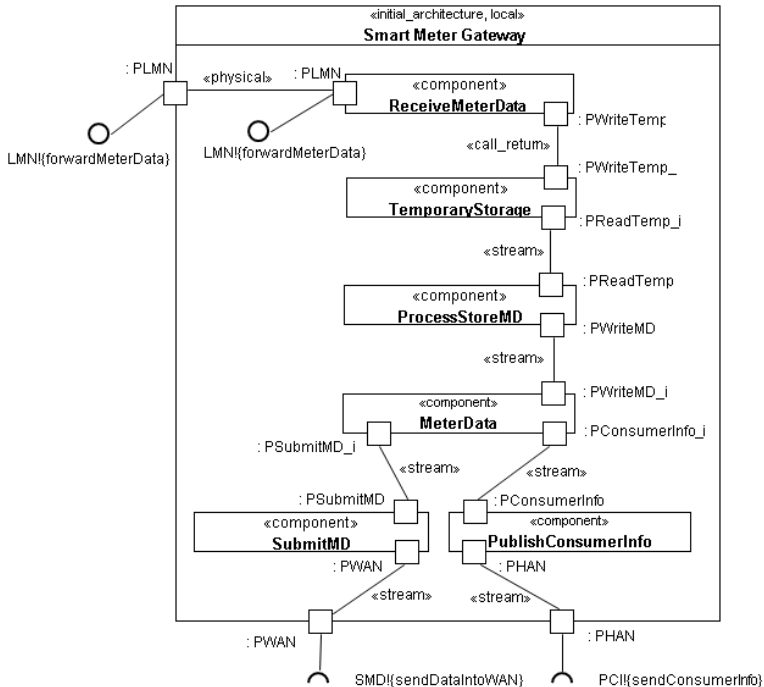 «initial_architecture, local»
Smart Meter Gateway
: PLMN
«physical»
: PLMN
«component»
ReceiveMeterData
: PWriteTemp
LMN!{forwardMeterData}
LMN!{forwardMeterData}
«call_return»
: PWriteTemp_
«component»
TemporaryStorage
: PReadTemp_i
«stream»
: PReadTemp
«component»
ProcessStoreMD
: PWriteMD
«stream»
: PWriteMD_i
«component»
MeterData
: PConsumerInfo_i
: PSubmitMD_i
«stream»
«stream»
: PSubmitMD
: PConsumerInfo
«component»
SubmitMD
«component»
PublishConsumerInfo
: PWAN
: PHAN
«stream»
«stream»
: PWAN
: PHAN
SMD!{sendDataIntoWAN}
PCI!{sendConsumerInfo}